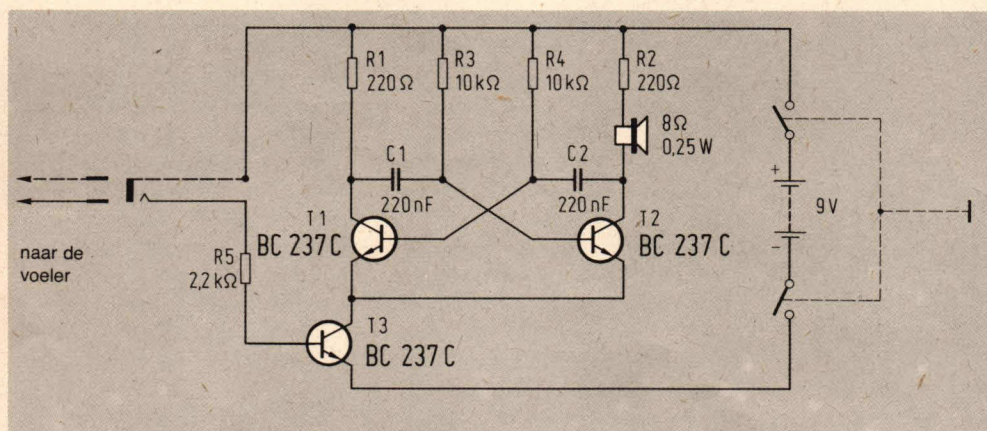 R1
220Ω
R3
10kΩ
R4
10kΩ
R2
220Ω
8Ω
0,25W
C1
220nF
C2
220nF
T1
BC 237C
T2
BC 237C
+
9V
-
naar de
voeler
R5
2,2kΩ
T3
BC 237C